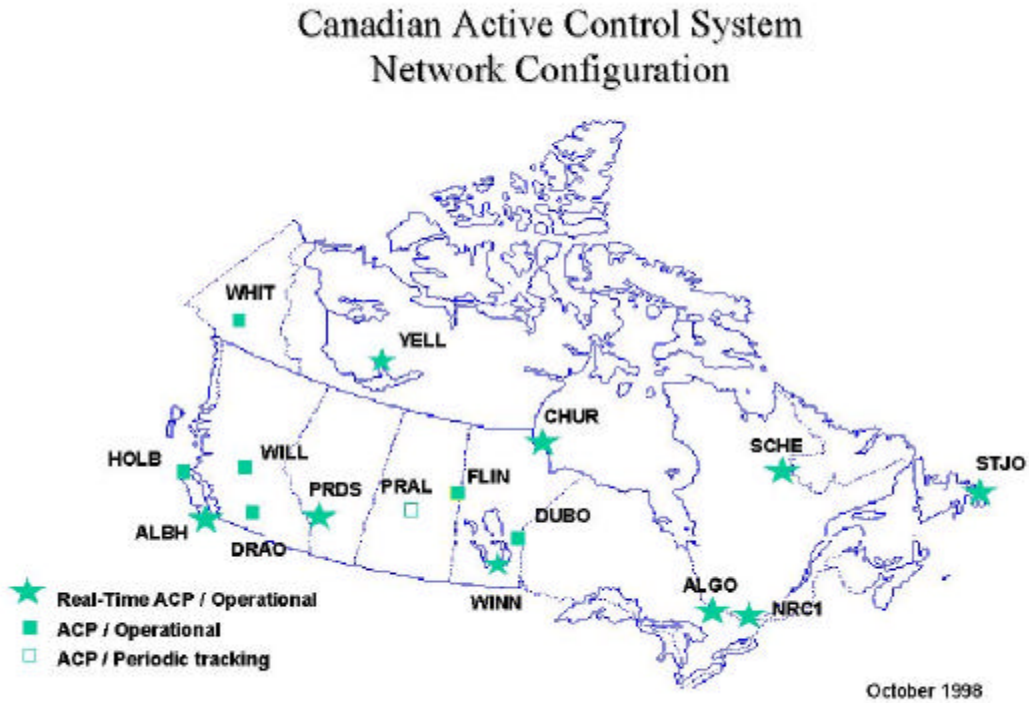 Canadian Active Control System
Network Configuration
WHIT
YELL
CHUR
HOLB
WILL
SCHE
STJO
PRDS
PRAL
FLIN
ALBH
DRAO
DUBO
WINN
ALGO
NRC1
Real-Time ACP / Operational
ACP / Operational
ACP / Periodic tracking
October 1998